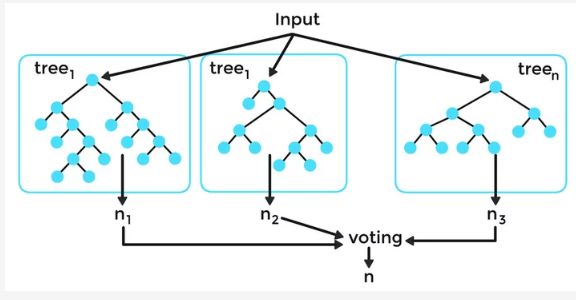 Input
tree₁
tree₁
treeₙ
n₁
n₂
n₃
voting
n